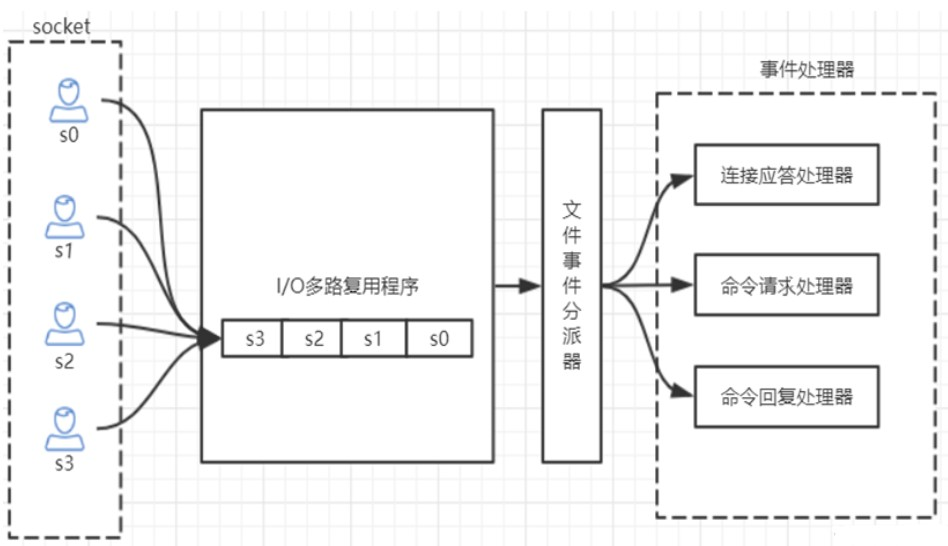 socket
s0
s1
s2
s3
I/O多路复用程序
s3 s2 s1 s0
文件事件分派器
事件处理器
连接应答处理器
命令请求处理器
命令回复处理器